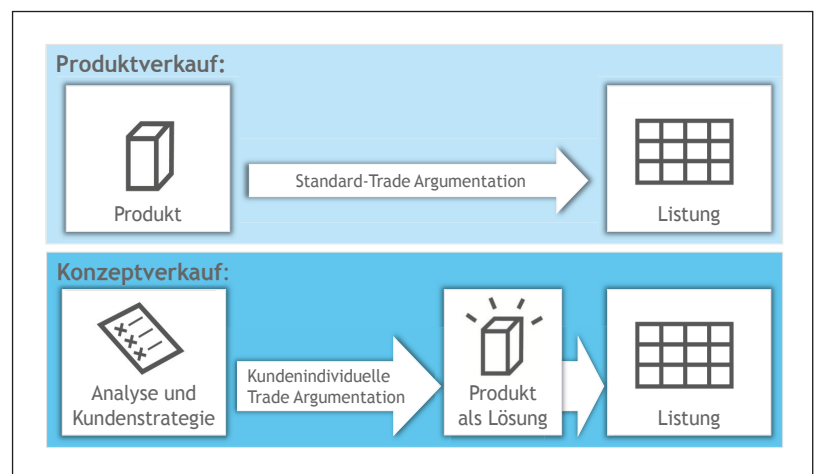 Produktverkauf:
Produkt
Standard-Trade Argumentation
Listung
Konzeptverkauf:
Analyse und
Kundenstrategie
Kundenindividuelle
Trade Argumentation
Produkt
als Lösung
Listung